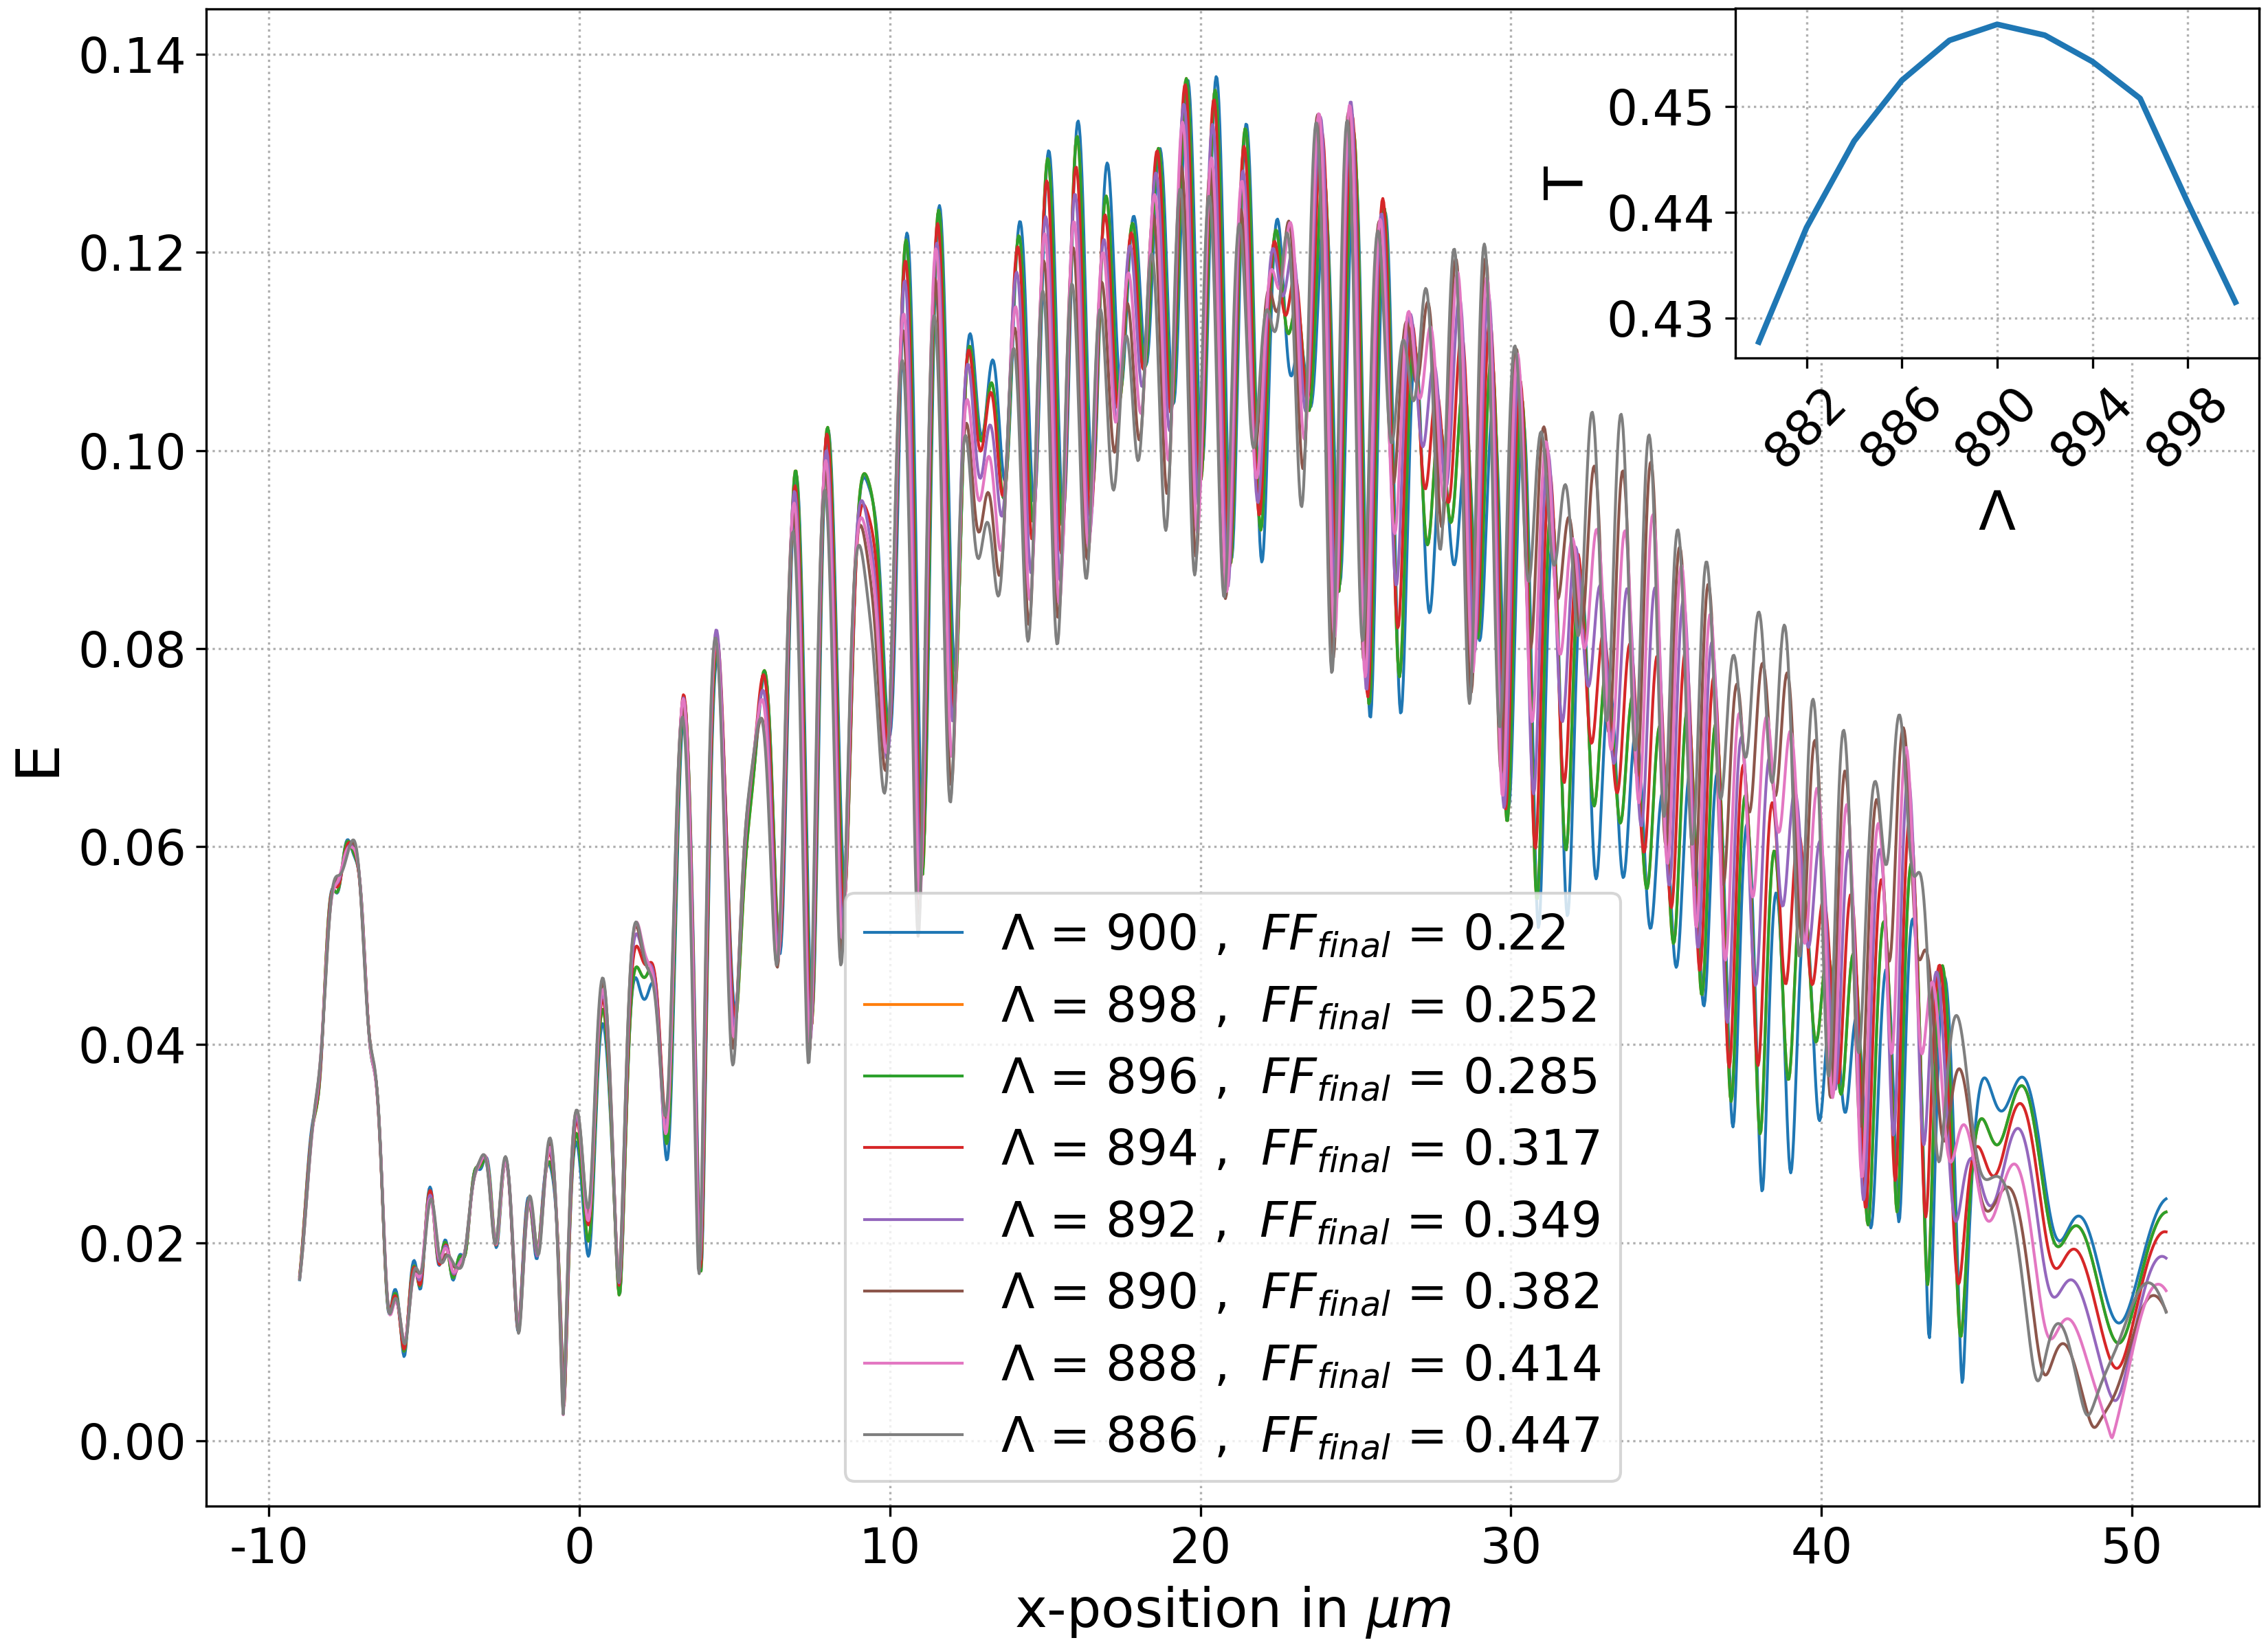 0.14
0.12
0.10
0.08
0.06
0.04
0.02
0.00
E
-10
0
10
20
30
40
50
x-position in μm
Λ = 900 , FF_final = 0.22
Λ = 898 , FF_final = 0.252
Λ = 896 , FF_final = 0.285
Λ = 894 , FF_final = 0.317
Λ = 892 , FF_final = 0.349
Λ = 890 , FF_final = 0.382
Λ = 888 , FF_final = 0.414
Λ = 886 , FF_final = 0.447
T
0.45
0.44
0.43
882
886
890
894
898
Λ